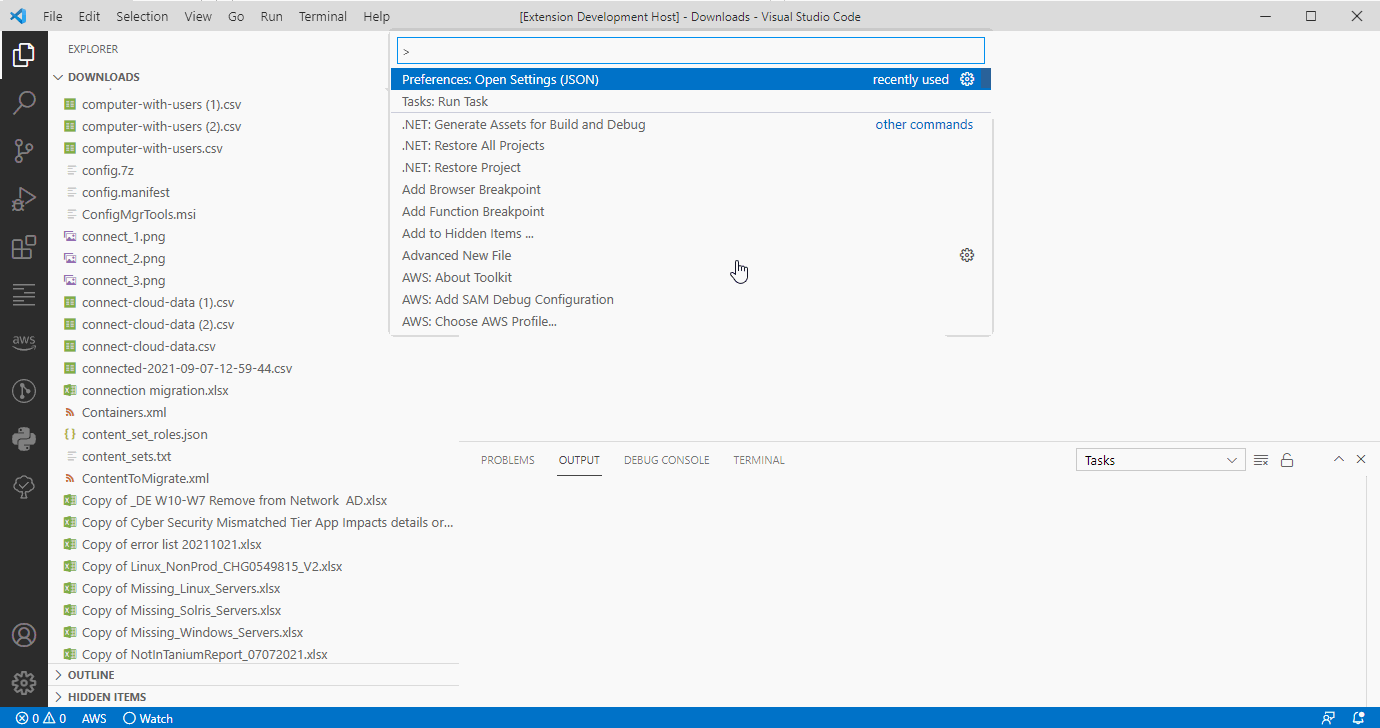 File Edit Selection View Go Run Terminal Help [Extension Development Host] - Downloads - Visual Studio Code
EXPLORER
DOWNLOADS
computer-with-users (1).csv
computer-with-users (2).csv
computer-with-users.csv
config.7z
config.manifest
ConfigMgrTools.msi
connect_1.png
connect_2.png
connect_3.png
connect-cloud-data (1).csv
connect-cloud-data (2).csv
connect-cloud-data.csv
connected-2021-09-07-12-59-44.csv
connection migration.xlsx
Containers.xml
content_set_roles.json
content_sets.txt
ContentToMigrate.xml
Copy of _DE W10-W7 Remove from Network  AD.xlsx
Copy of Cyber Security Mismatched Tier App Impacts details or...
Copy of error list 20211021.xlsx
Copy of Linux_NonProd_CHG0549815_V2.xlsx
Copy of Missing_Linux_Servers.xlsx
Copy of Missing_Solris_Servers.xlsx
Copy of Missing_Windows_Servers.xlsx
Copy of NotInTaniumReport_07072021.xlsx
OUTLINE
HIDDEN ITEMS
aws
>
Preferences: Open Settings (JSON) recently used
Tasks: Run Task
.NET: Generate Assets for Build and Debug other commands
.NET: Restore All Projects
.NET: Restore Project
Add Browser Breakpoint
Add Function Breakpoint
Add to Hidden Items ...
Advanced New File
AWS: About Toolkit
AWS: Add SAM Debug Configuration
AWS: Choose AWS Profile...
PROBLEMS OUTPUT DEBUG CONSOLE TERMINAL Tasks
0 0 AWS Watch